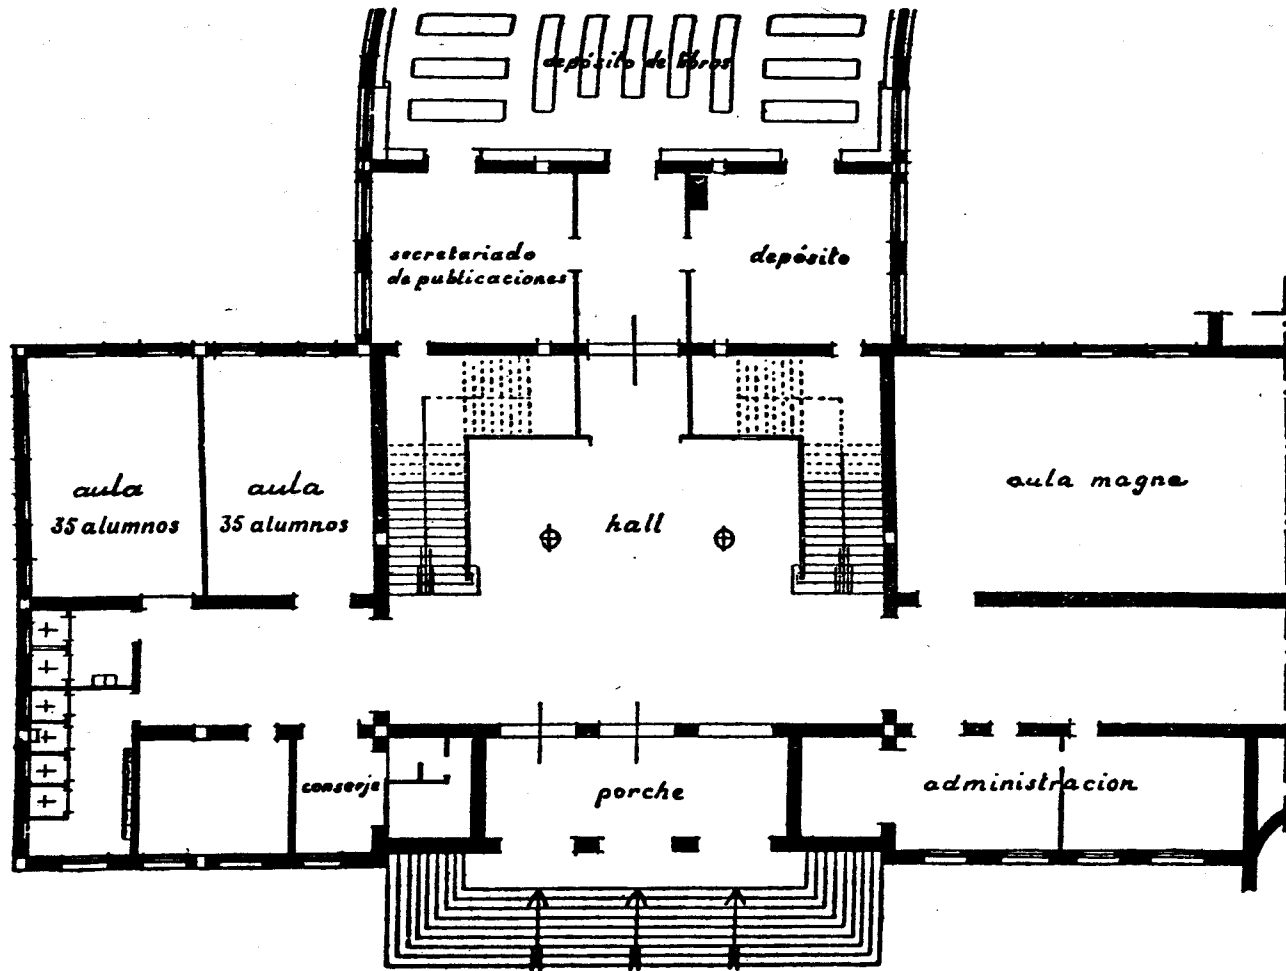 depósito de libros
secretariado
de publicaciones
depósito
aula
35 alumnos
aula
35 alumnos
hall
aula magna
conserje
porche
administracion